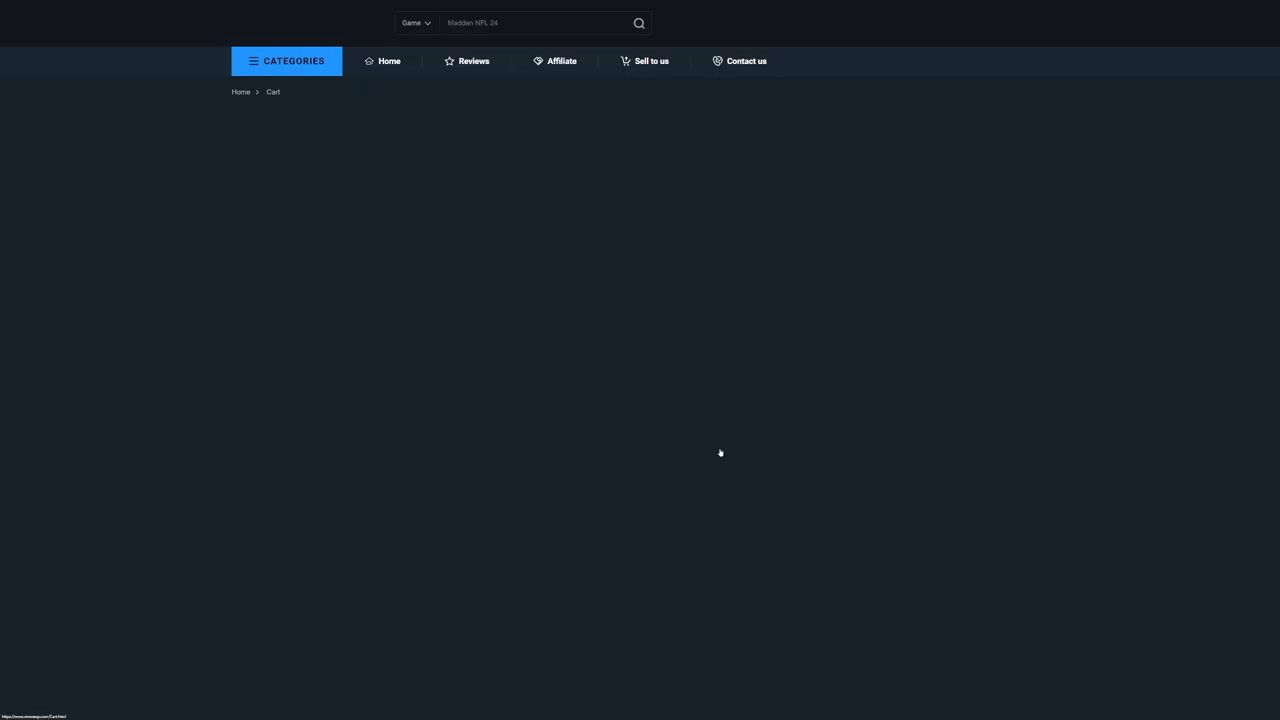 Game
Madden NFL 24
CATEGORIES
Home
Reviews
Affiliate
Sell to us
Contact us
Home > Cart